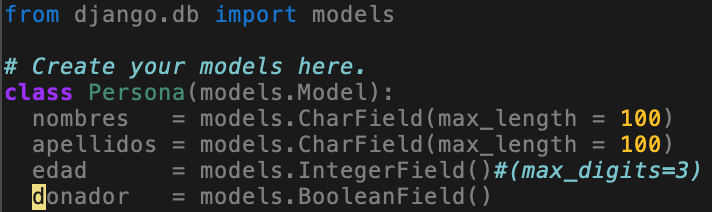 from django.db import models
# Create your models here.
class Persona(models.Model):
nombres = models.CharField(max_length = 100)
apellidos = models.CharField(max_length = 100)
edad = models.IntegerField()#(max_digits=3)
donador = models.BooleanField()